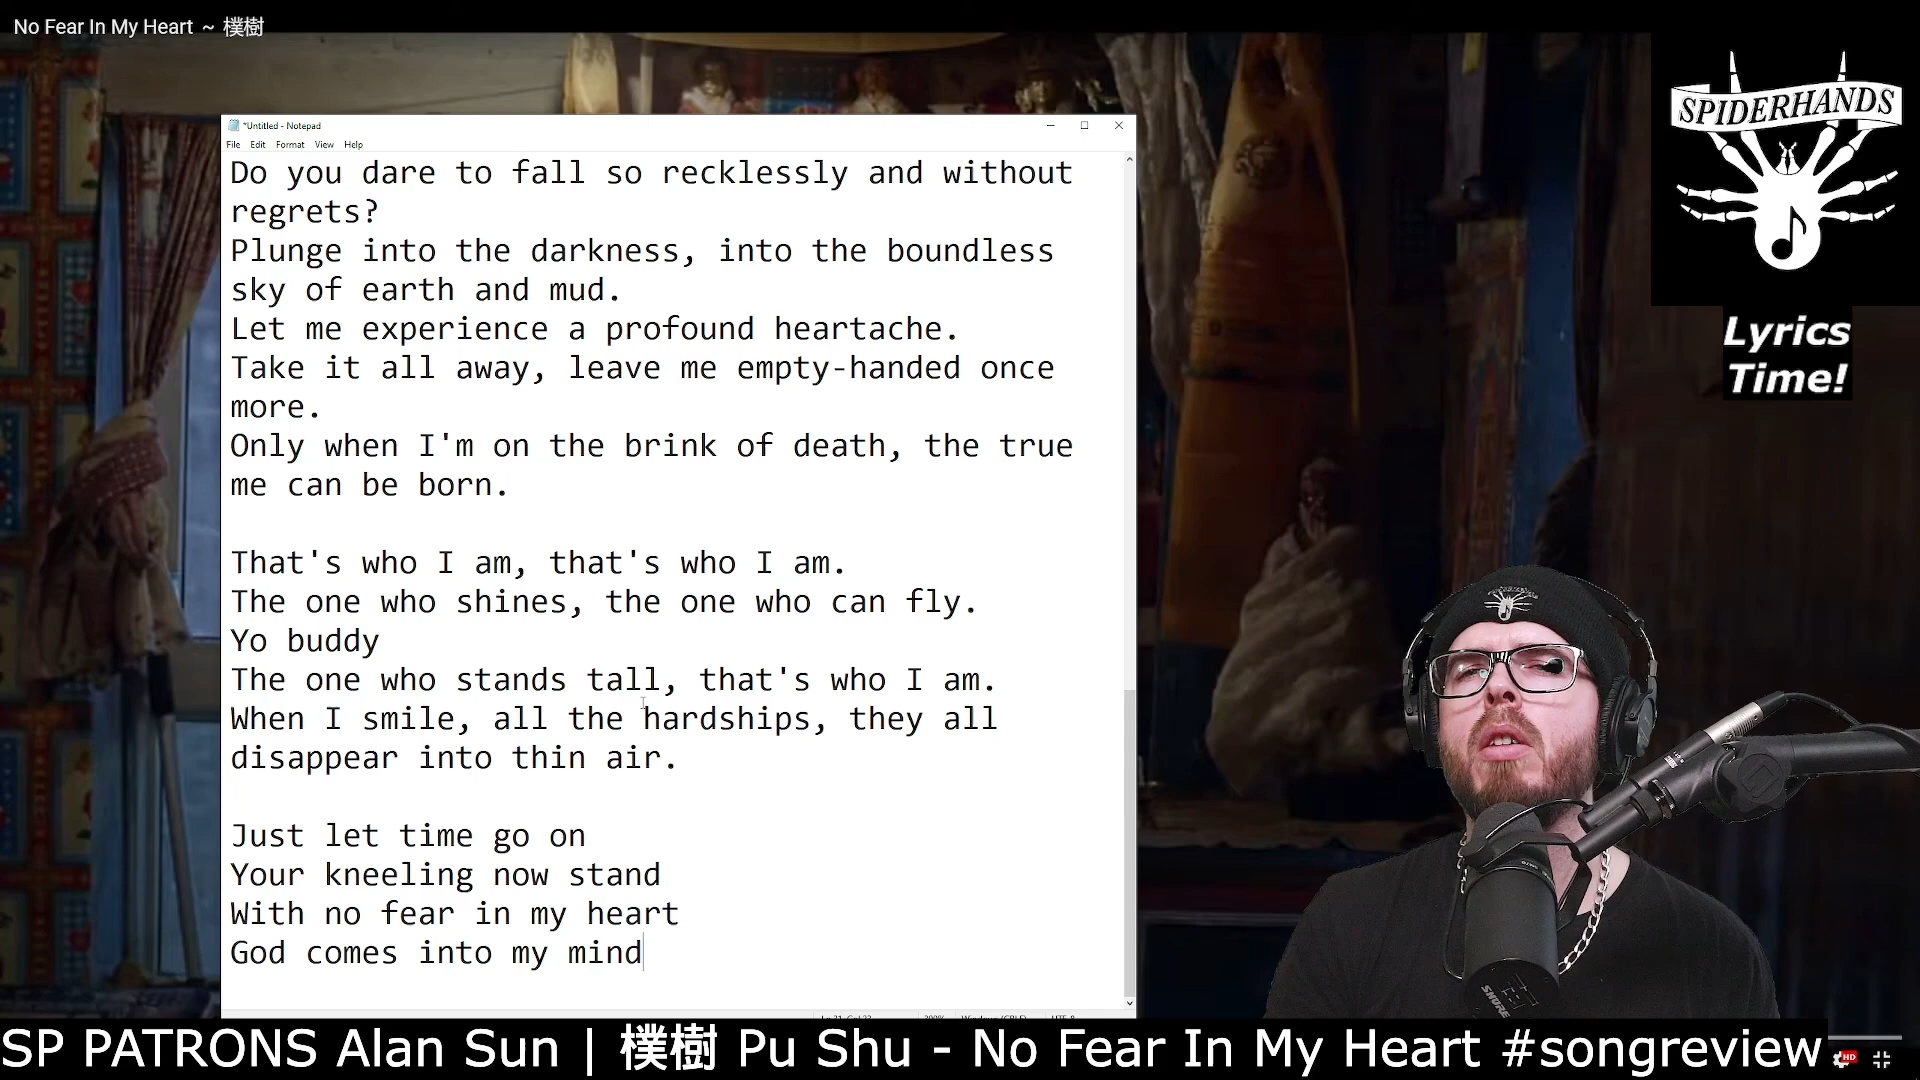 No Fear In My Heart ~ 樸樹
*Untitled - Notepad
File Edit Format View Help
Do you dare to fall so recklessly and without
regrets?
Plunge into the darkness, into the boundless
sky of earth and mud.
Let me experience a profound heartache.
Take it all away, leave me empty-handed once
more.
Only when I'm on the brink of death, the true
me can be born.
That's who I am, that's who I am.
The one who shines, the one who can fly.
Yo buddy
The one who stands tall, that's who I am.
When I smile, all the hardships, they all
disappear into thin air.
Just let time go on
Your kneeling now stand
With no fear in my heart
God comes into my mind
SPIDERHANDS
Lyrics
Time!
SHURE
SP PATRONS Alan Sun | 樸樹 Pu Shu - No Fear In My Heart #songreview
HD